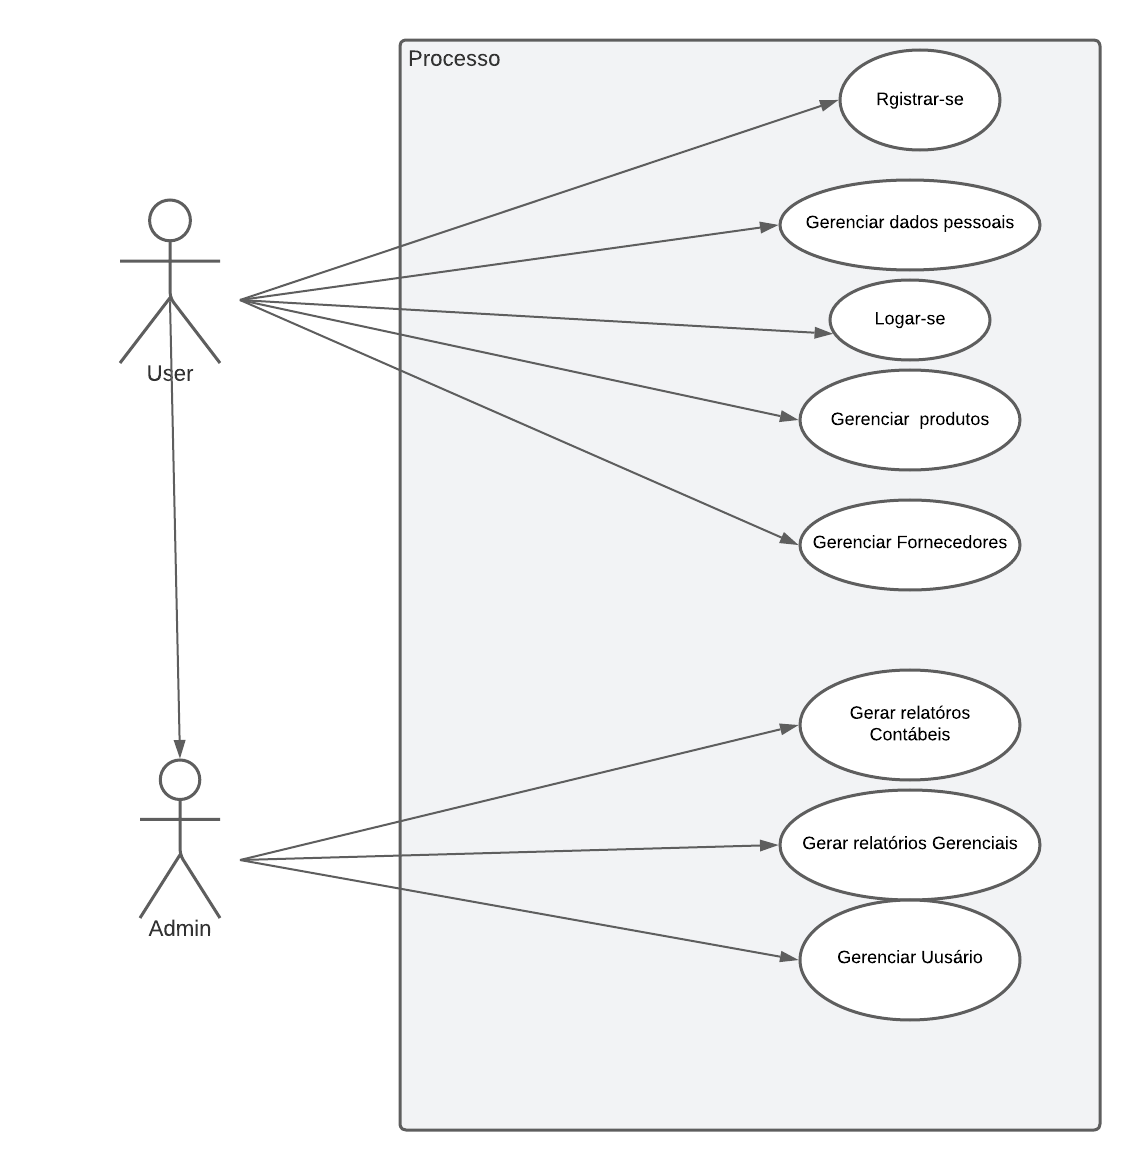 Processo
Rgistrar-se
Gerenciar dados pessoais
Logar-se
User
Gerenciar  produtos
Gerenciar Fornecedores
Gerar relatóros
Contábeis
Gerar relatórios Gerenciais
Admin
Gerenciar Uusário